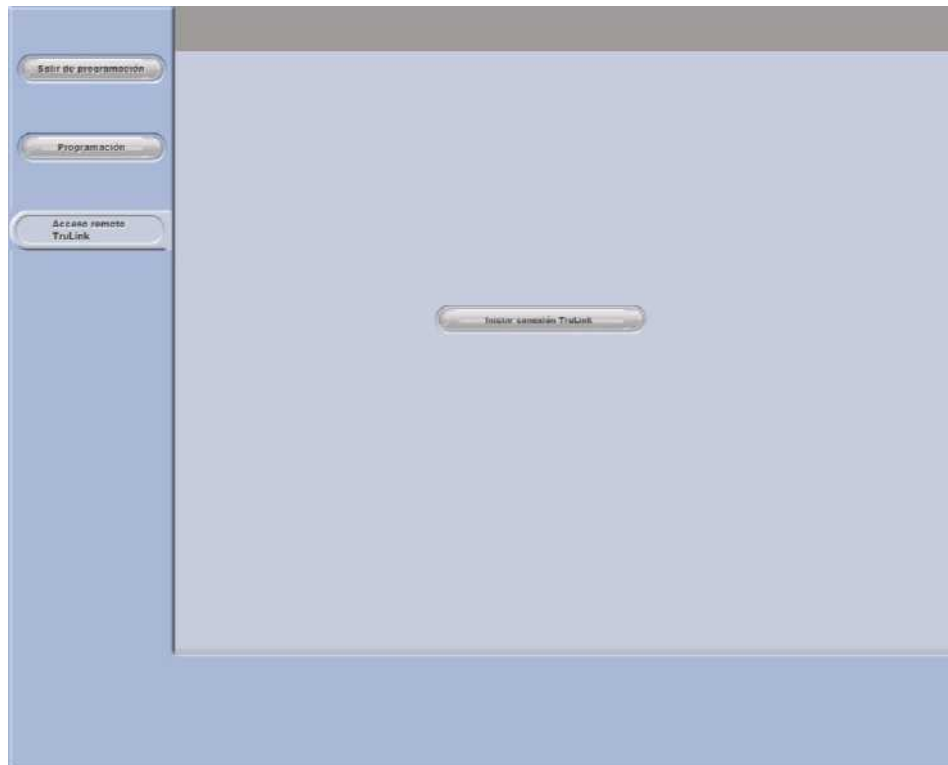 Salir de programación
Programación
Acceso remoto
TruLink
Iniciar conexión TruLink